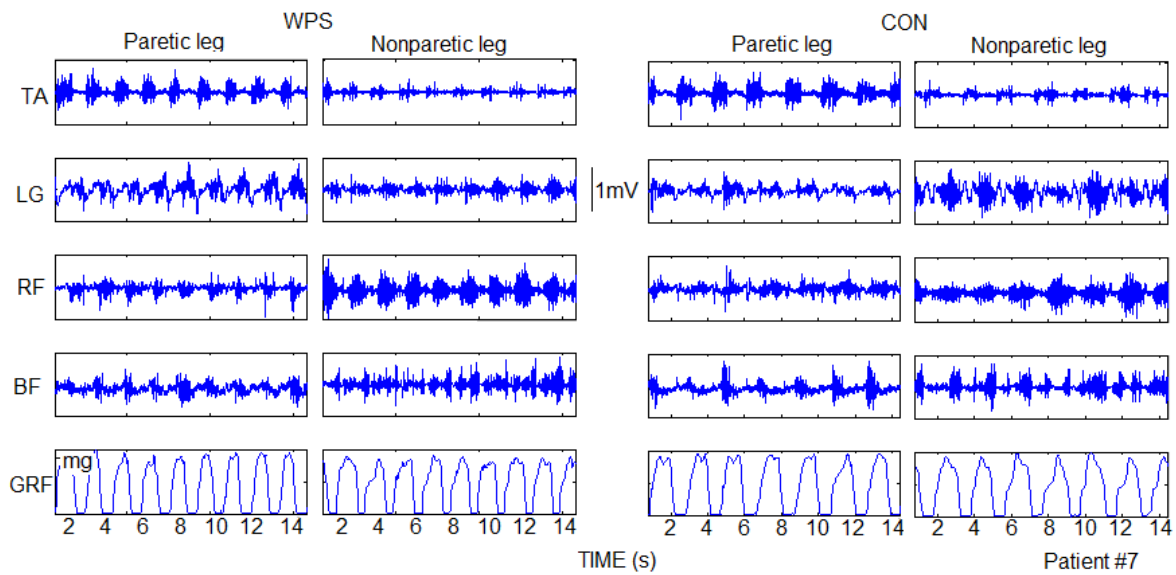 WPS CON
Paretic leg Nonparetic leg Paretic leg Nonparetic leg
TA
LG 1mV
RF
BF
mg
GRF
2 4 6 8 10 12 14 2 4 6 8 10 12 14 2 4 6 8 10 12 14 2 4 6 8 10 12 14
TIME (s) Patient #7